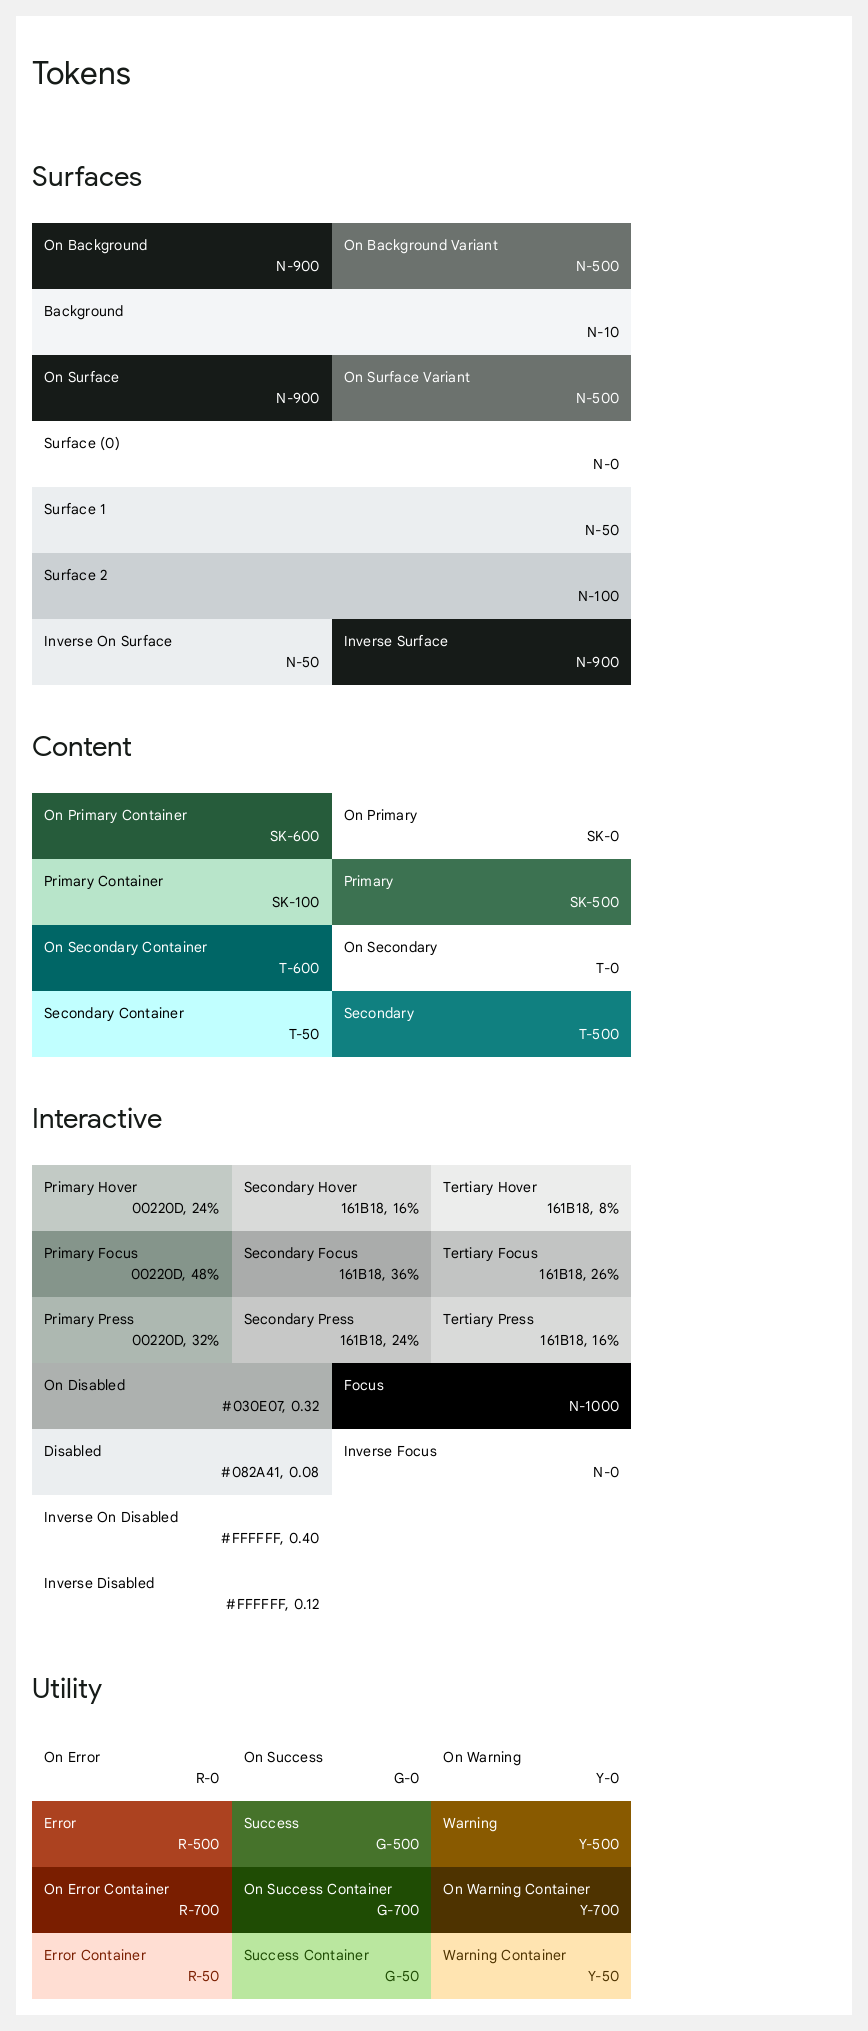 Tokens
Surfaces
On Background
N-900
On Background Variant
N-500
Background
N-10
On Surface
N-900
On Surface Variant
N-500
Surface (0)
N-0
Surface 1
N-50
Surface 2
N-100
Inverse On Surface
N-50
Inverse Surface
N-900
Content
On Primary Container
SK-600
On Primary
SK-0
Primary Container
SK-100
Primary
SK-500
On Secondary Container
T-600
On Secondary
T-0
Secondary Container
T-50
Secondary
T-500
Interactive
Primary Hover
00220D, 24%
Secondary Hover
161B18, 16%
Tertiary Hover
161B18, 8%
Primary Focus
00220D, 48%
Secondary Focus
161B18, 36%
Tertiary Focus
161B18, 26%
Primary Press
00220D, 32%
Secondary Press
161B18, 24%
Tertiary Press
161B18, 16%
On Disabled
#030E07, 0.32
Focus
N-1000
Disabled
#082A41, 0.08
Inverse Focus
N-0
Inverse On Disabled
#FFFFFF, 0.40
Inverse Disabled
#FFFFFF, 0.12
Utility
On Error
R-0
On Success
G-0
On Warning
Y-0
Error
R-500
Success
G-500
Warning
Y-500
On Error Container
R-700
On Success Container
G-700
On Warning Container
Y-700
Error Container
R-50
Success Container
G-50
Warning Container
Y-50